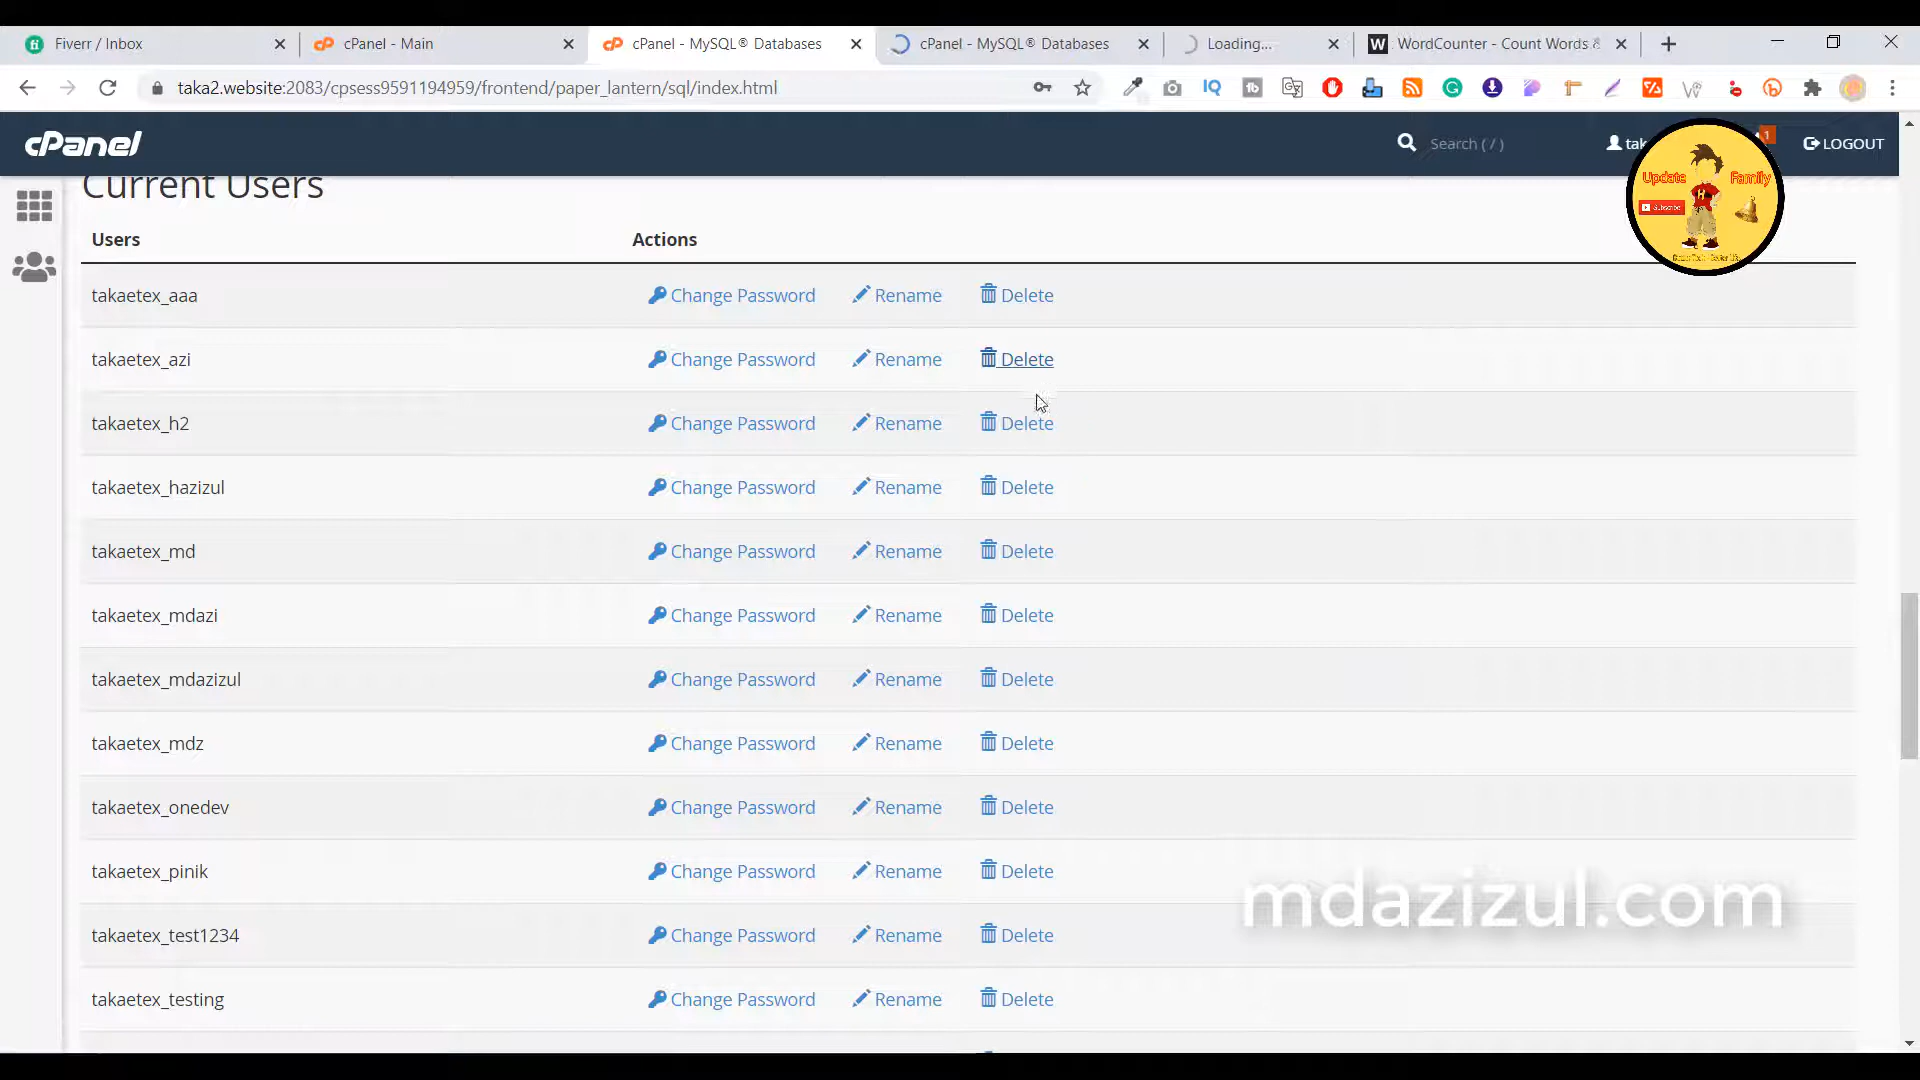 Fiverr / Inbox
cPanel - Main
cPanel - MySQL® Databases
cPanel - MySQL® Databases
Loading...
WordCounter - Count Words &
taka2.website:2083/cpsess9591194959/frontend/paper_lantern/sql/index.html
cPanel
Search ( / )
tak
1
LOGOUT
Update Family
Subscribe
Current Users
Users Actions
takaetex_aaa Change Password Rename Delete
takaetex_azi Change Password Rename Delete
takaetex_h2 Change Password Rename Delete
takaetex_hazizul Change Password Rename Delete
takaetex_md Change Password Rename Delete
takaetex_mdazi Change Password Rename Delete
takaetex_mdazizul Change Password Rename Delete
takaetex_mdz Change Password Rename Delete
takaetex_onedev Change Password Rename Delete
takaetex_pinik Change Password Rename Delete
takaetex_test1234 Change Password Rename Delete
takaetex_testing Change Password Rename Delete
mdazizul.com